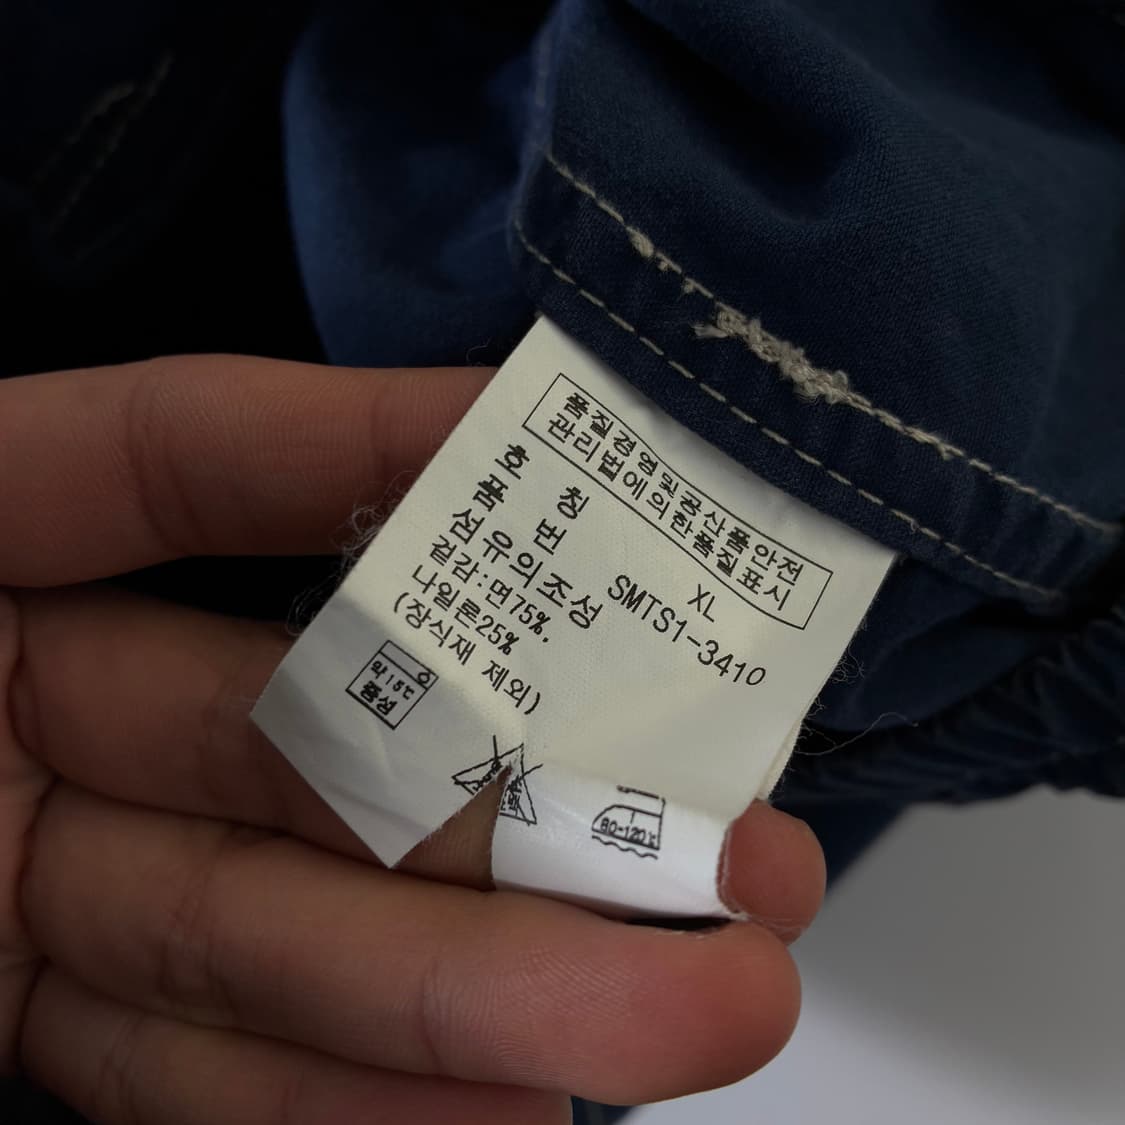 품질경영및공산품안전
관리법에의한품질표시
호 칭 XL
품 번 SMTS1-3410
섬유의조성
겉감:면75%,
나일론25%
(장식재 제외)
약15℃
중성
80-120℃